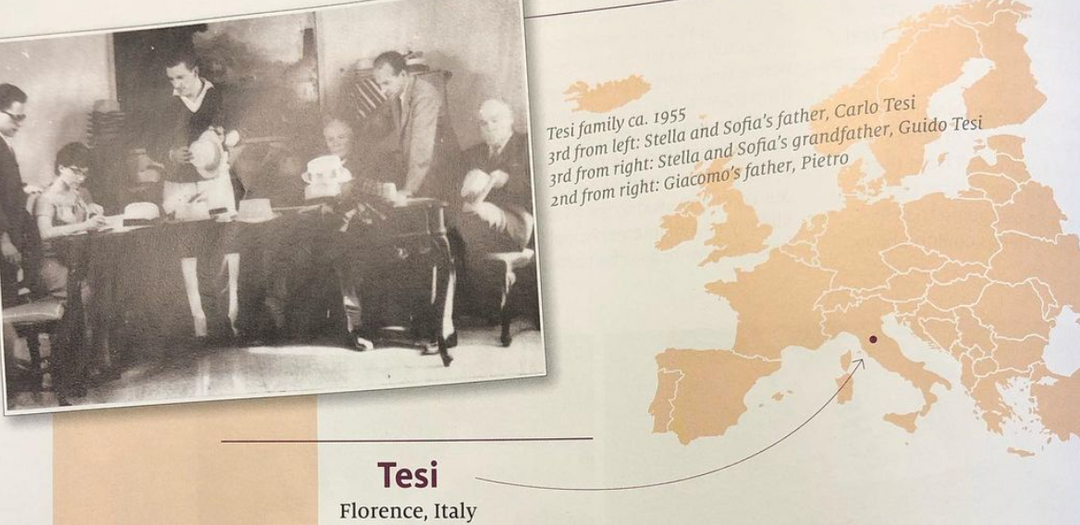 Tesi family ca. 1955
3rd from left: Stella and Sofia's father, Carlo Tesi
3rd from right: Stella and Sofia's grandfather, Guido Tesi
2nd from right: Giacomo's father, Pietro
Tesi
Florence, Italy